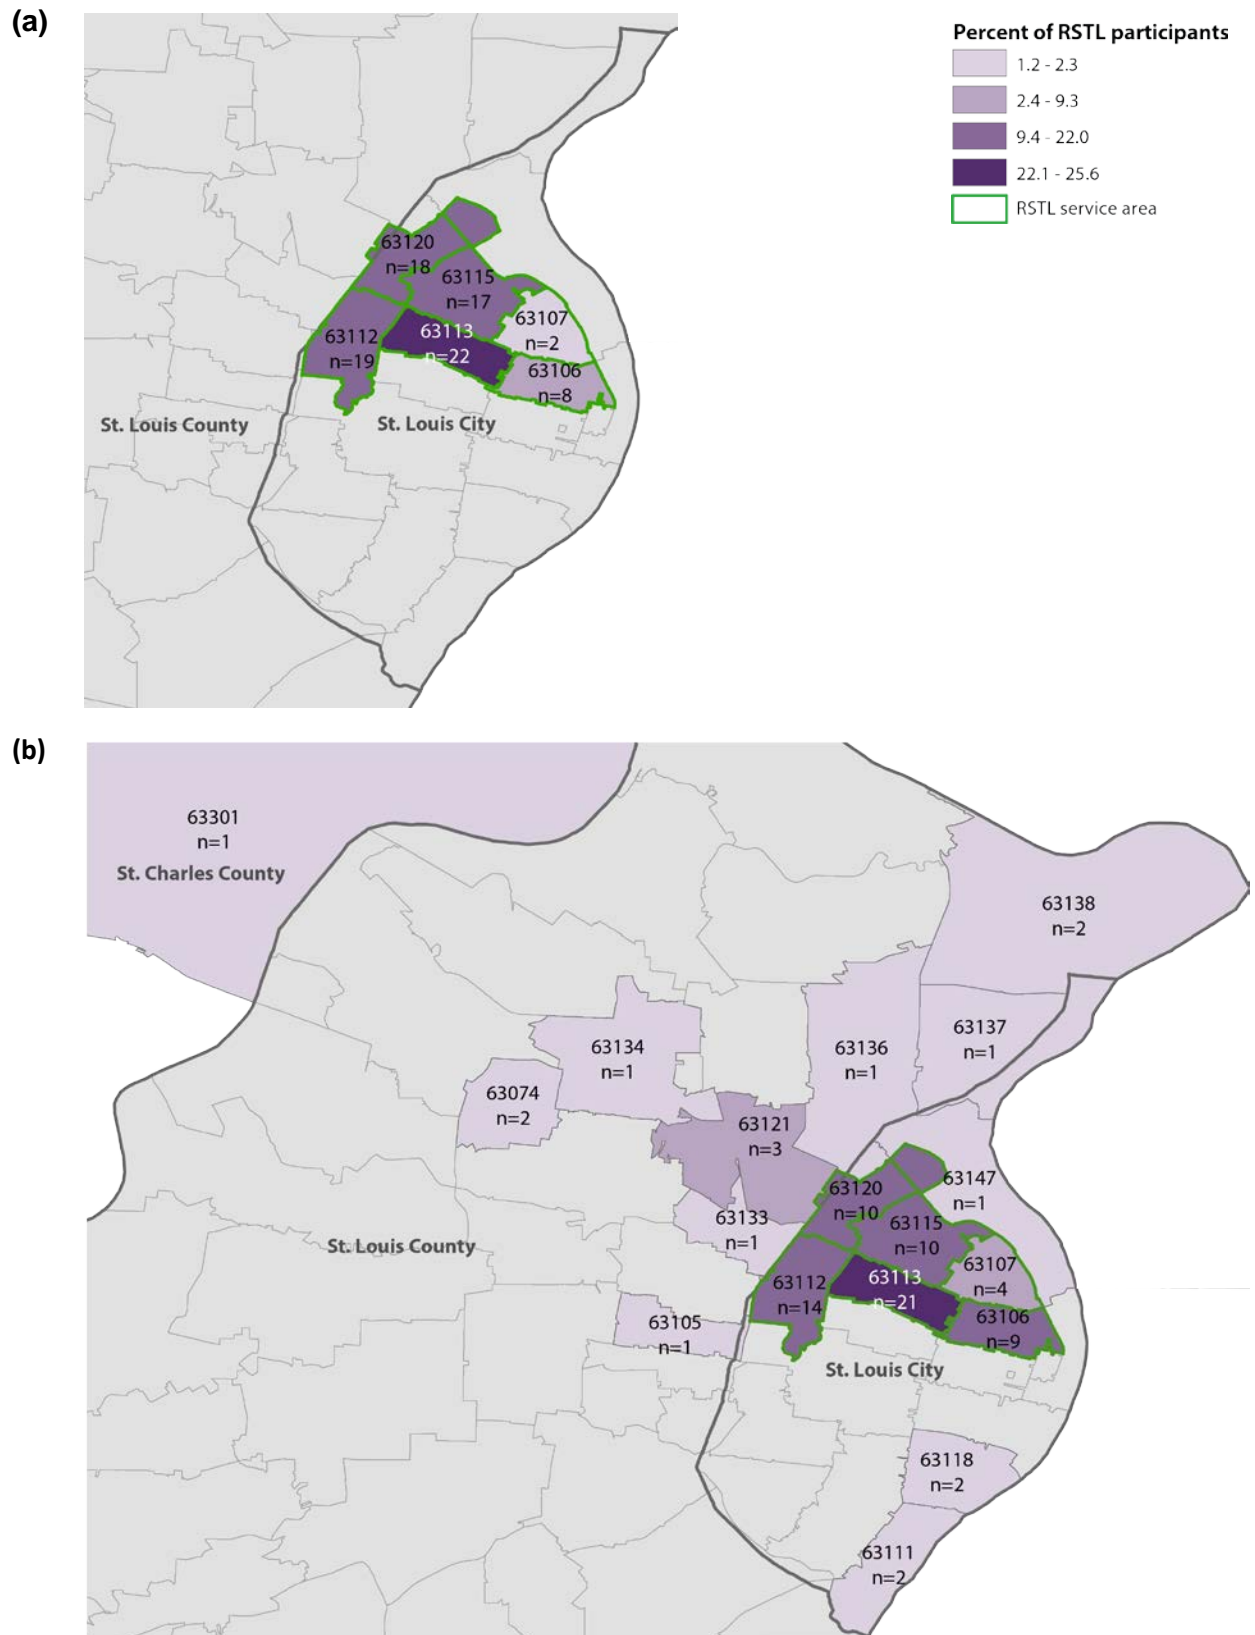 (a)
Percent of RSTL participants
1.2 - 2.3
2.4 - 9.3
9.4 - 22.0
22.1 - 25.6
RSTL service area
63120
n=18
63115
n=17
63107
n=2
63112
n=19
63113
n=22
63106
n=8
St. Louis County
St. Louis City
(b)
63301
n=1
St. Charles County
63138
n=2
63137
n=1
63134
n=1
63136
n=1
63074
n=2
63121
n=3
63147
n=1
63120
n=10
63133
n=1
63115
n=10
St. Louis County
63107
n=4
63112
n=14
63113
n=21
63106
n=9
63105
n=1
St. Louis City
63118
n=2
63111
n=2